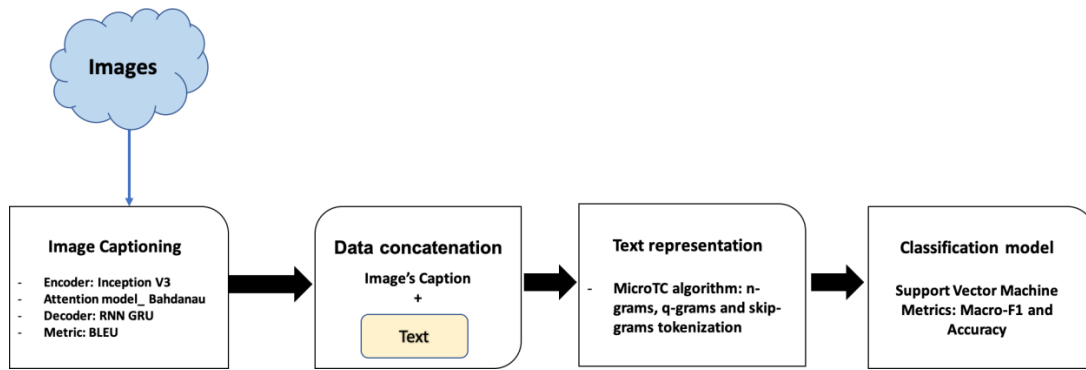 Images
Image Captioning
- Encoder: Inception V3
- Attention model_ Bahdanau
- Decoder: RNN GRU
- Metric: BLEU
Data concatenation
Image's Caption
+
Text
Text representation
- MicroTC algorithm: n-
grams, q-grams and skip-
grams tokenization
Classification model
Support Vector Machine
Metrics: Macro-F1 and
Accuracy